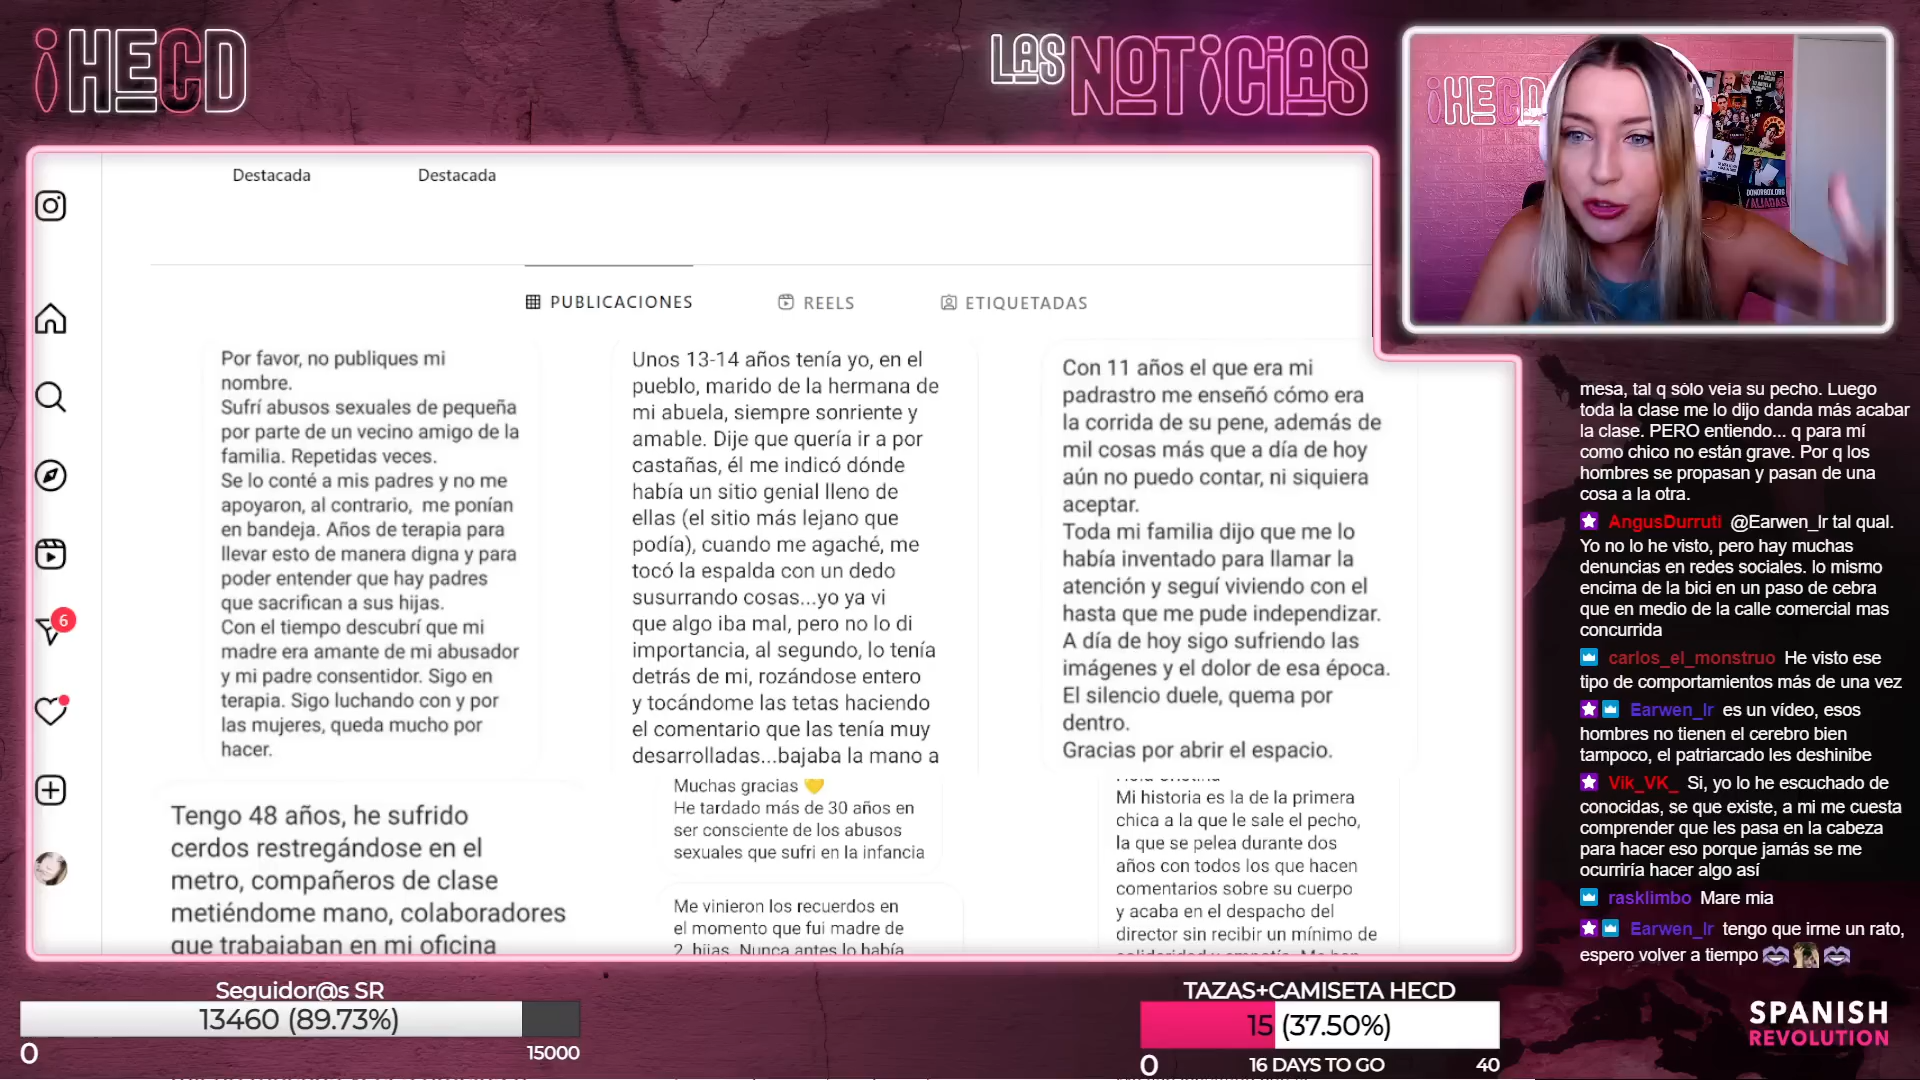 ¡HECD
LAS NOTICIAS
¡HECD
DONORBOX.ORG
/ALIADAS
Destacada
Destacada
PUBLICACIONES
REELS
ETIQUETADAS
6
Por favor, no publiques mi
nombre.
Sufrí abusos sexuales de pequeña
por parte de un vecino amigo de la
familia. Repetidas veces.
Se lo conté a mis padres y no me
apoyaron, al contrario, me ponían
en bandeja. Años de terapia para
llevar esto de manera digna y para
poder entender que hay padres
que sacrifican a sus hijas.
Con el tiempo descubrí que mi
madre era amante de mi abusador
y mi padre consentidor. Sigo en
terapia. Sigo luchando con y por
las mujeres, queda mucho por
hacer.
Unos 13-14 años tenía yo, en el
pueblo, marido de la hermana de
mi abuela, siempre sonriente y
amable. Dije que quería ir a por
castañas, él me indicó dónde
había un sitio genial lleno de
ellas (el sitio más lejano que
podía), cuando me agaché, me
tocó la espalda con un dedo
susurrando cosas...yo ya vi
que algo iba mal, pero no lo di
importancia, al segundo, lo tenía
detrás de mi, rozándose entero
y tocándome las tetas haciendo
el comentario que las tenía muy
desarrolladas...bajaba la mano a
Con 11 años el que era mi
padrastro me enseñó cómo era
la corrida de su pene, además de
mil cosas más que a día de hoy
aún no puedo contar, ni siquiera
aceptar.
Toda mi familia dijo que me lo
había inventado para llamar la
atención y seguí viviendo con el
hasta que me pude independizar.
A día de hoy sigo sufriendo las
imágenes y el dolor de esa época.
El silencio duele, quema por
dentro.
Gracias por abrir el espacio.
Tengo 48 años, he sufrido
cerdos restregándose en el
metro, compañeros de clase
metiéndome mano, colaboradores
que trabajaban en mi oficina
Muchas gracias 💛
He tardado más de 30 años en
ser consciente de los abusos
sexuales que sufri en la infancia
Me vinieron los recuerdos en
el momento que fui madre de
2 hijas. Nunca antes lo había
Mi historia es la de la primera
chica a la que le sale el pecho,
la que se pelea durante dos
años con todos los que hacen
comentarios sobre su cuerpo
y acaba en el despacho del
director sin recibir un mínimo de
mesa, tal q sólo veía su pecho. Luego
toda la clase me lo dijo danda más acabar
la clase. PERO entiendo... q para mí
como chico no están grave. Por q los
hombres se propasan y pasan de una
cosa a la otra.
AngusDurruti @Earwen_Ir tal qual.
Yo no lo he visto, pero hay muchas
denuncias en redes sociales. lo mismo
encima de la bici en un paso de cebra
que en medio de la calle comercial mas
concurrida
carlos_el_monstruo He visto ese
tipo de comportamientos más de una vez
Earwen_Ir es un vídeo, esos
hombres no tienen el cerebro bien
tampoco, el patriarcado les deshinibe
Vik_VK_ Si, yo lo he escuchado de
conocidas, se que existe, a mi me cuesta
comprender que les pasa en la cabeza
para hacer eso porque jamás se me
ocurriría hacer algo así
rasklimbo Mare mia
Earwen_Ir tengo que irme un rato,
espero volver a tiempo
Seguidor@s SR
13460 (89.73%)
0
15000
TAZAS+CAMISETA HECD
15 (37.50%)
0
16 DAYS TO GO
40
SPANISH
REVOLUTION